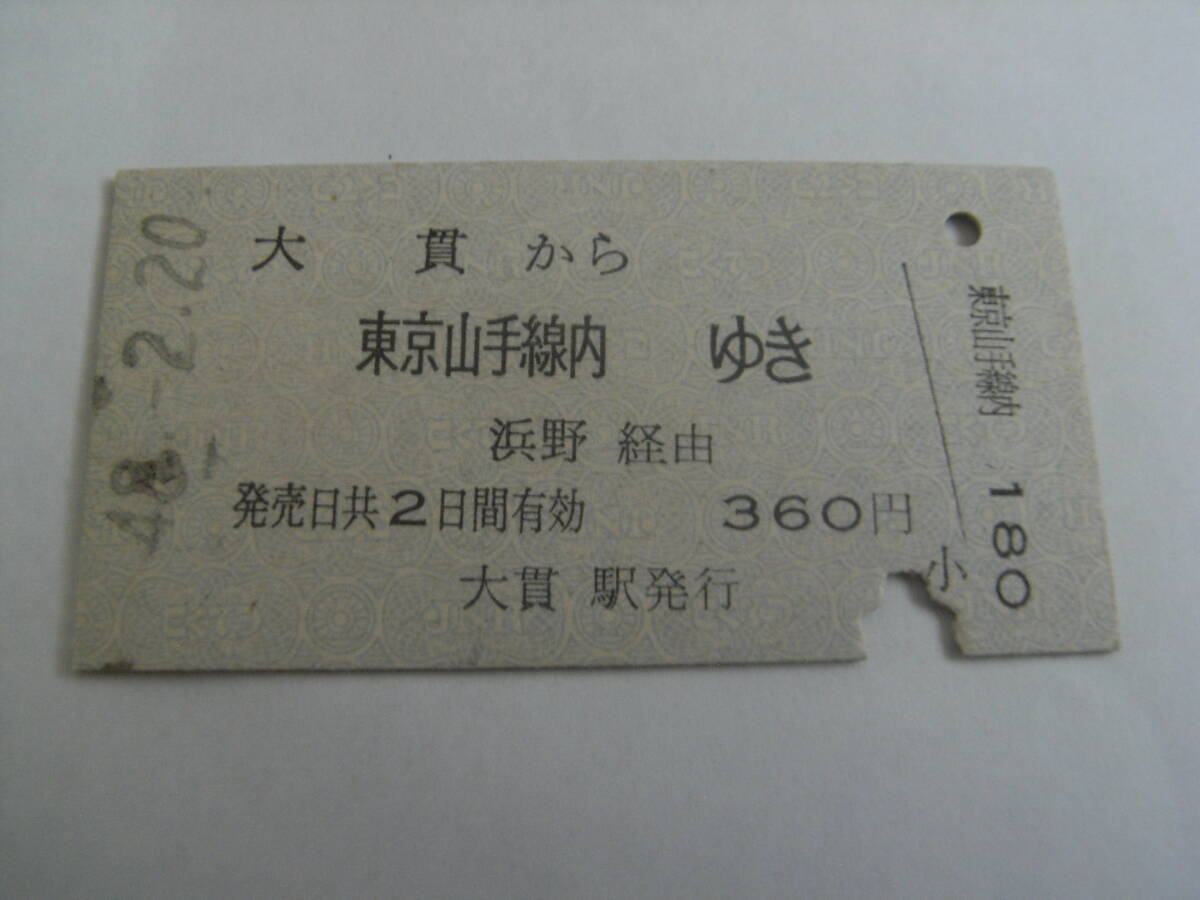 大貫から
東京山手線内 ゆき
浜野 経由
発売日共2日間有効 360円
大貫 駅発行
48.-2.20
東京山手線内
小 180